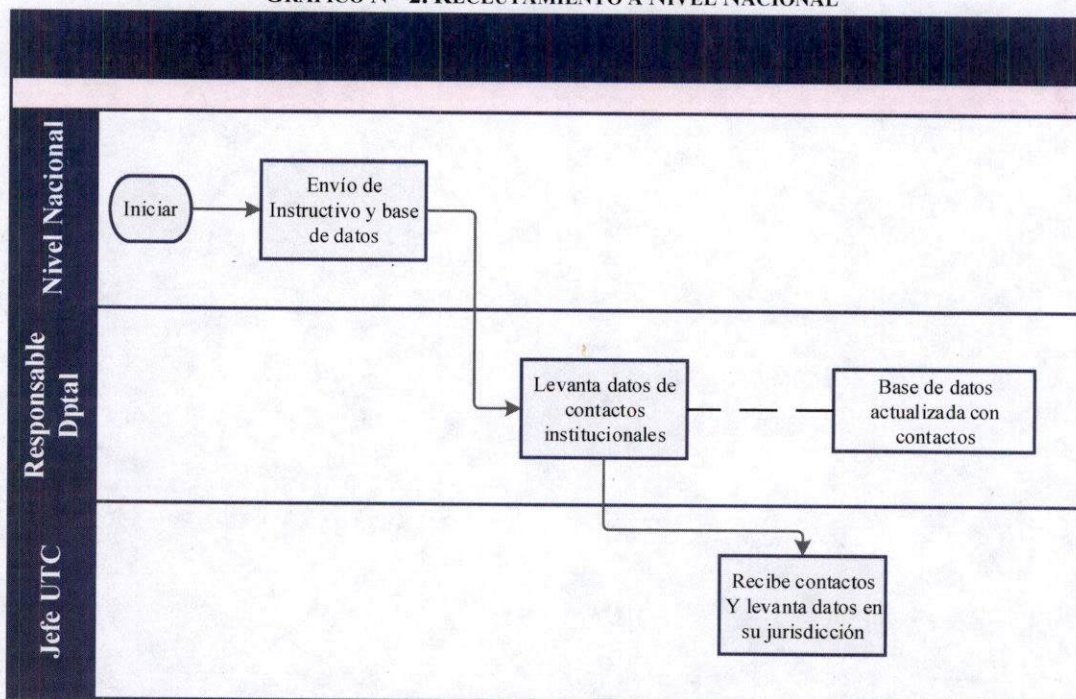 GRÁFICO N° 2. RECLUTAMIENTO A NIVEL NACIONAL
Nivel Nacional
Iniciar
Envío de
Instructivo y base
de datos
Responsable
Dptal
Levanta datos de
contactos
institucionales
Base de datos
actualizada con
contactos
Jefe UTC
Recibe contactos
Y levanta datos en
su jurisdicción